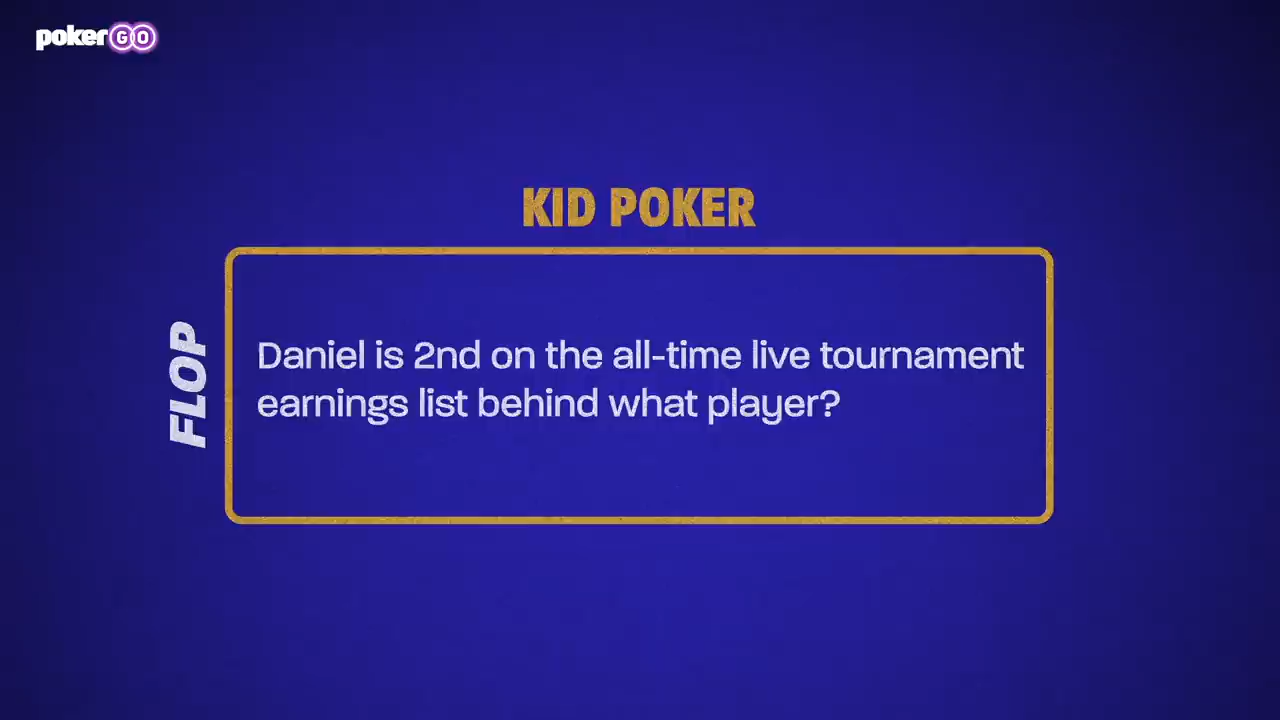 pokerGO
KID POKER
FLOP
Daniel is 2nd on the all-time live tournament
earnings list behind what player?